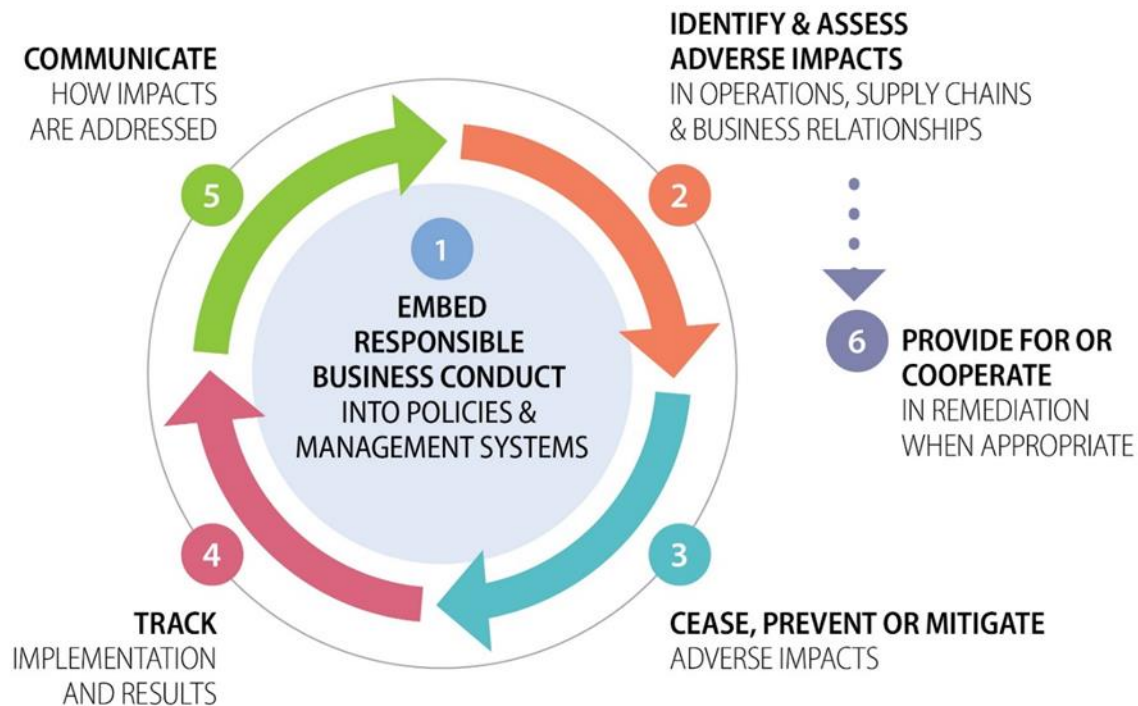 1
EMBED
RESPONSIBLE
BUSINESS CONDUCT
INTO POLICIES &
MANAGEMENT SYSTEMS
2
IDENTIFY & ASSESS
ADVERSE IMPACTS
IN OPERATIONS, SUPPLY CHAINS
& BUSINESS RELATIONSHIPS
3
CEASE, PREVENT OR MITIGATE
ADVERSE IMPACTS
4
TRACK
IMPLEMENTATION
AND RESULTS
5
COMMUNICATE
HOW IMPACTS
ARE ADDRESSED
6
PROVIDE FOR OR
COOPERATE
IN REMEDIATION
WHEN APPROPRIATE